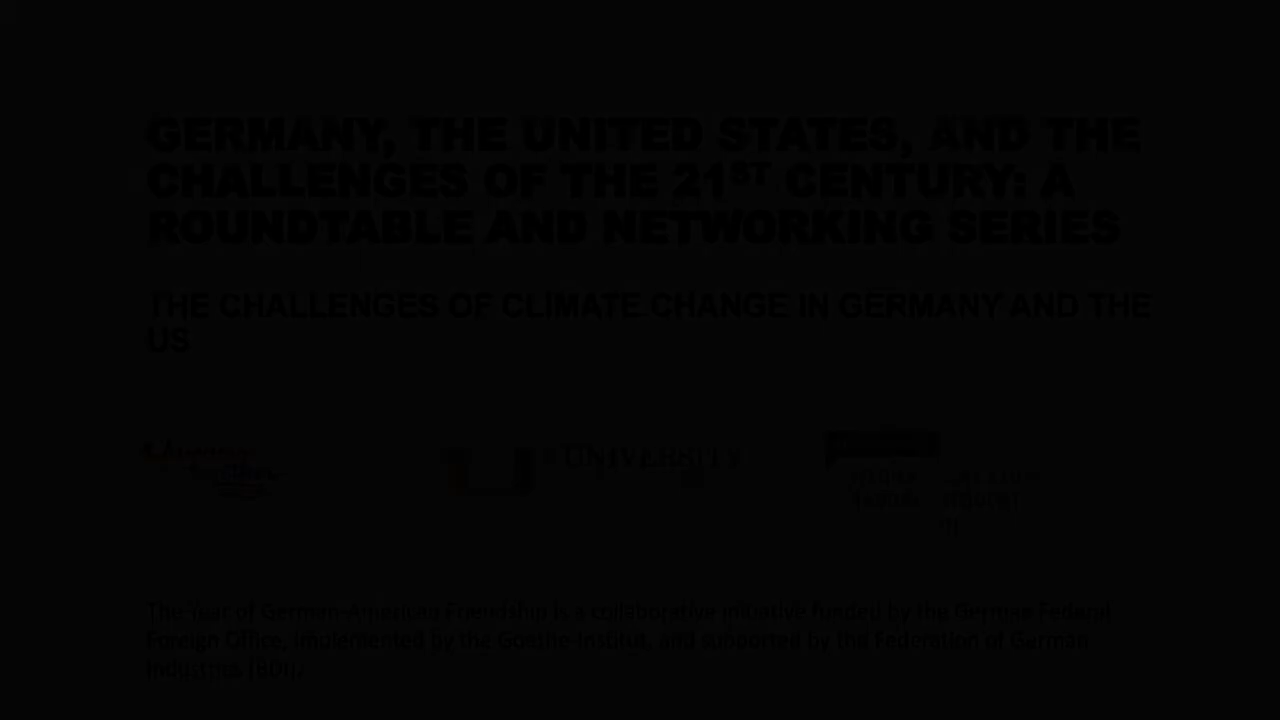 GERMANY, THE UNITED STATES, AND THE
CHALLENGES OF THE 21ST CENTURY: A
ROUNDTABLE AND NETWORKING SERIES
THE CHALLENGES OF CLIMATE CHANGE IN GERMANY AND THE
US
UNIVERSITY
The Year of German-American Friendship is a collaborative initiative funded by the German Federal
Foreign Office, implemented by the Goethe-Institut, and supported by the Federation of German
Industries (BDI).